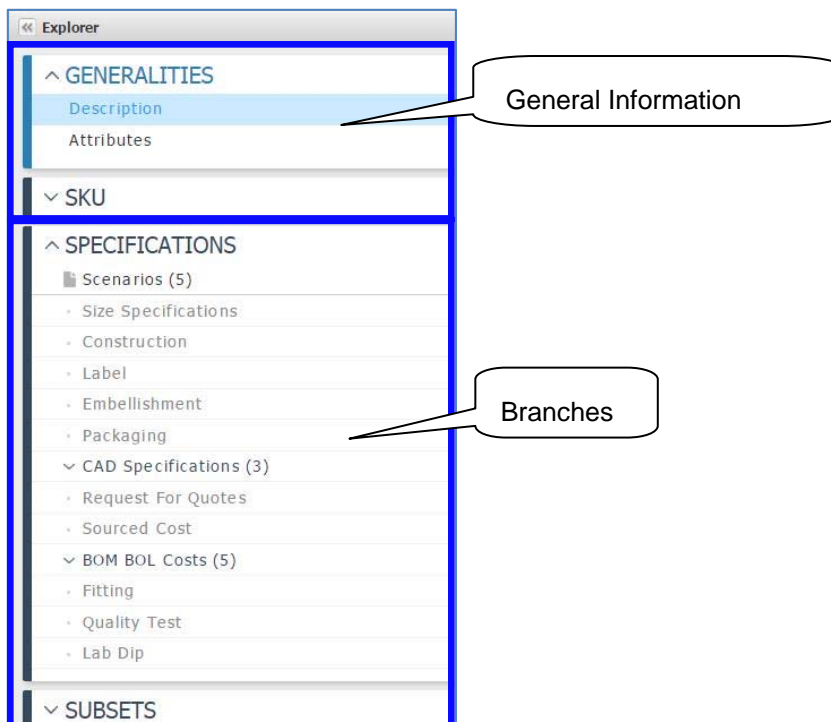 Explorer
GENERALITIES
Description
Attributes
SKU
SPECIFICATIONS
Scenarios (5)
Size Specifications
Construction
Label
Embellishment
Packaging
CAD Specifications (3)
Request For Quotes
Sourced Cost
BOM BOL Costs (5)
Fitting
Quality Test
Lab Dip
SUBSETS
General Information
Branches